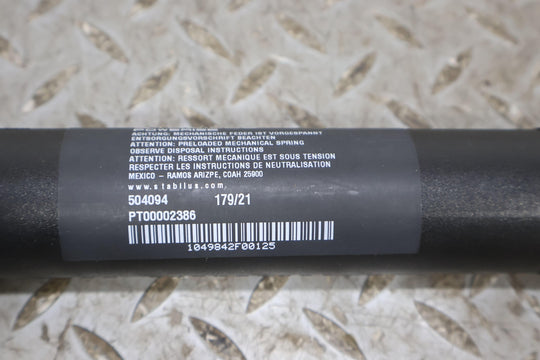 POWERISE
ACHTUNG: MECHANISCHE FEDER IST VORGESPANNT
ENTSORGUNGSVORSCHRIFT BEACHTEN
ATTENTION: PRELOADED MECHANICAL SPRING
OBSERVE DISPOSAL INSTRUCTIONS
ATTENTION: RESSORT MECANIQUE EST SOUS TENSION
RESPECTER LES INSTRUCTIONS DE NEUTRALISATION
MEXICO - RAMOS ARIZPE, COAH 25900
www.stabilus.com
504094 179/21
PT00002386
1049842F00125